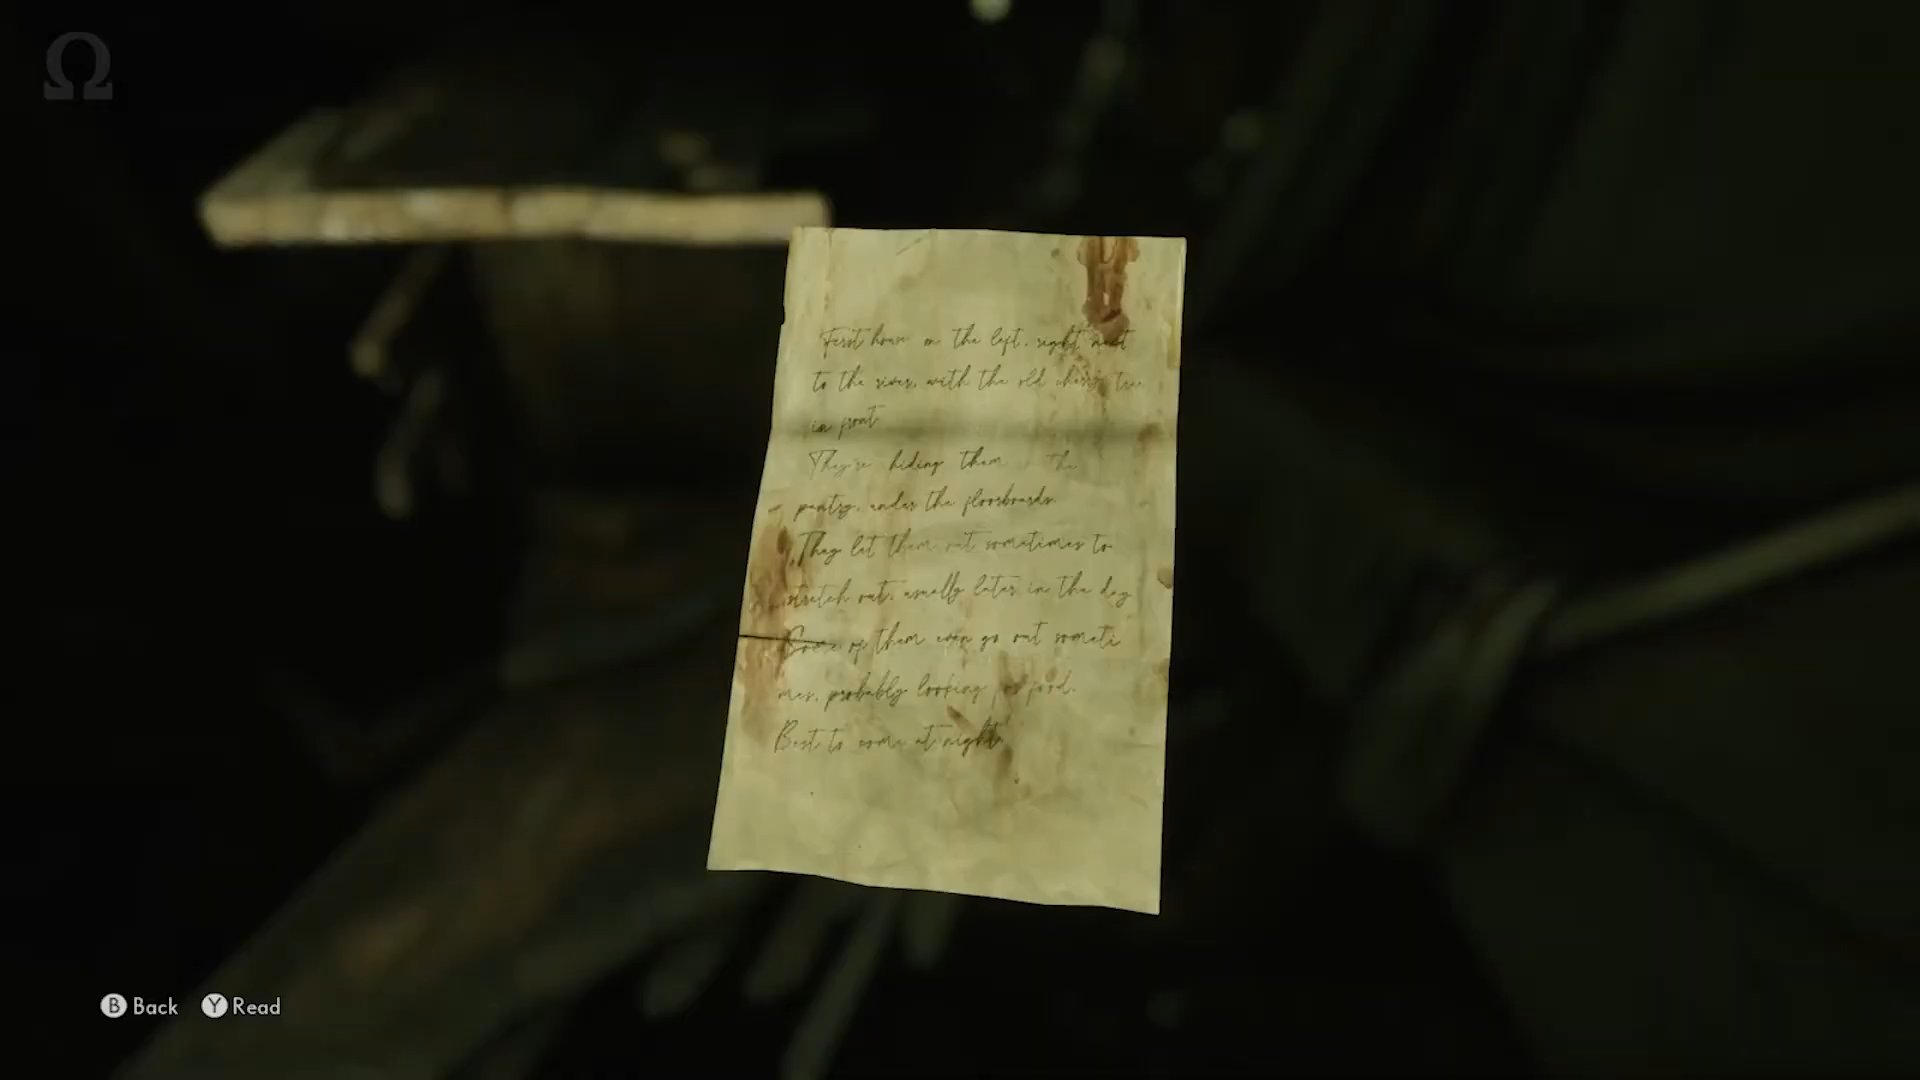 Ω
First house on the left, right next
to the river, with the old cherry tree
in front
They're hiding them in the
pantry, under the floorboards.
They let them out sometimes to
stretch out, usually later in the day
Some of them even go out someti
mes, probably looking for food.
Best to come at night
B Back Y Read